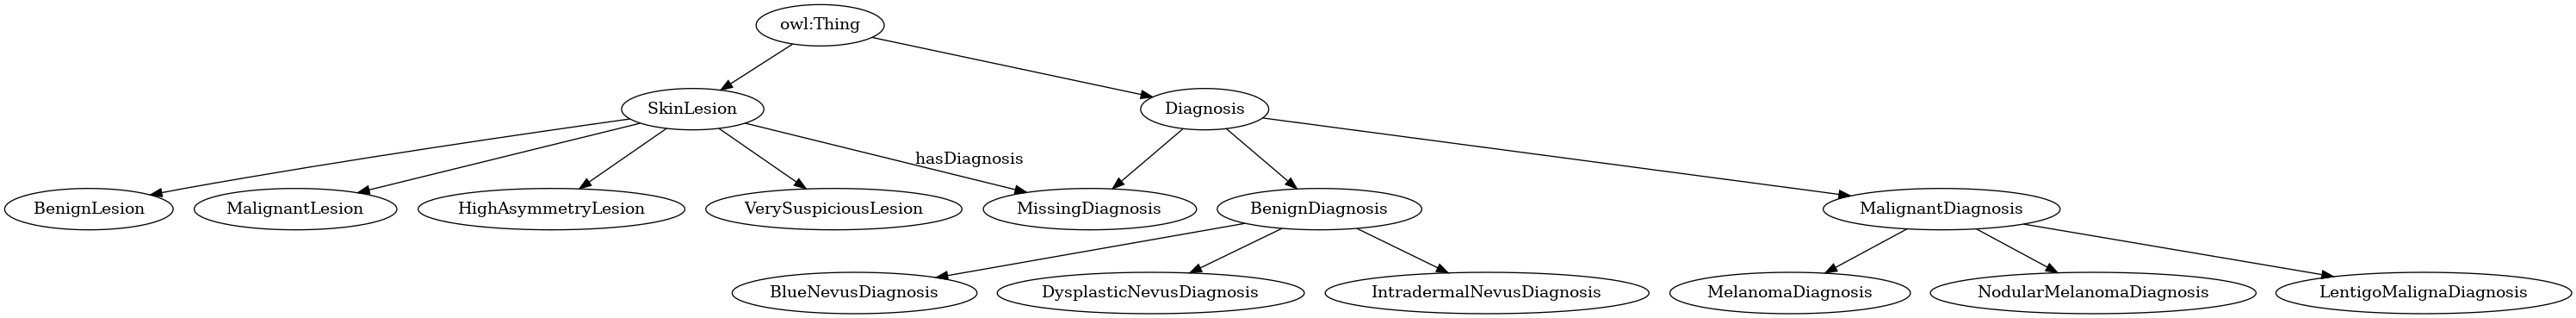 owl:Thing
SkinLesion
Diagnosis
hasDiagnosis
BenignLesion
MalignantLesion
HighAsymmetryLesion
VerySuspiciousLesion
MissingDiagnosis
BenignDiagnosis
MalignantDiagnosis
BlueNevusDiagnosis
DysplasticNevusDiagnosis
IntradermalNevusDiagnosis
MelanomaDiagnosis
NodularMelanomaDiagnosis
LentigoMalignaDiagnosis